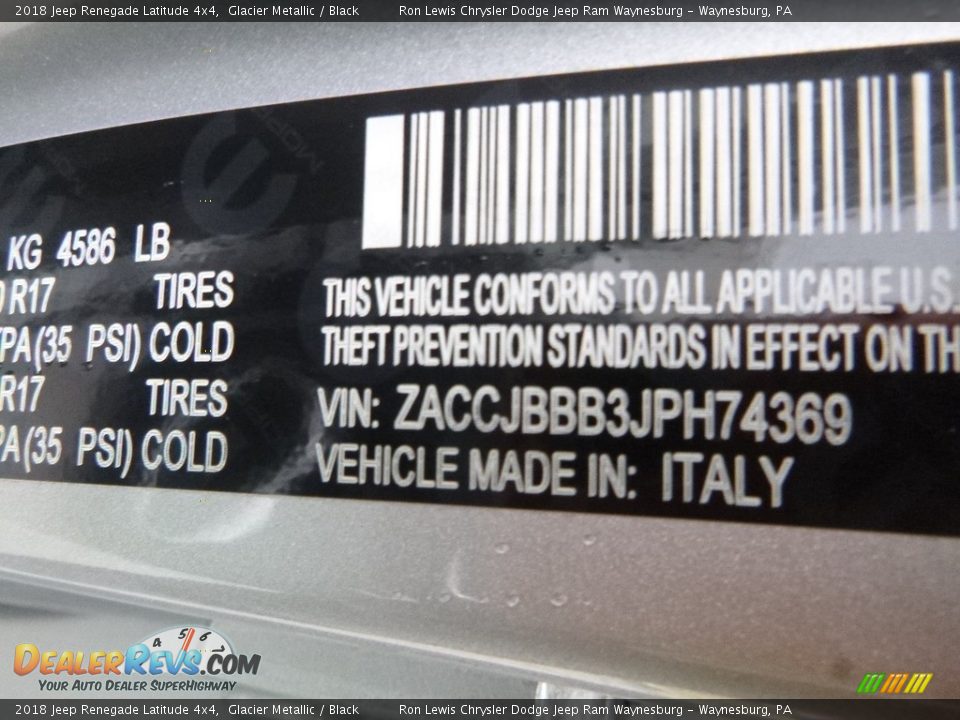 2018 Jeep Renegade Latitude 4x4, Glacier Metallic / Black Ron Lewis Chrysler Dodge Jeep Ram Waynesburg - Waynesburg, PA
KG 4586 LB
R17 TIRES
PA(35 PSI) COLD
R17 TIRES
PA(35 PSI) COLD
THIS VEHICLE CONFORMS TO ALL APPLICABLE U.S.
THEFT PREVENTION STANDARDS IN EFFECT ON TH
VIN: ZACCJBBB3JPH74369
VEHICLE MADE IN: ITALY
4 5 6
DEALERREVS.COM
YOUR AUTO DEALER SUPERHIGHWAY
2018 Jeep Renegade Latitude 4x4, Glacier Metallic / Black Ron Lewis Chrysler Dodge Jeep Ram Waynesburg - Waynesburg, PA